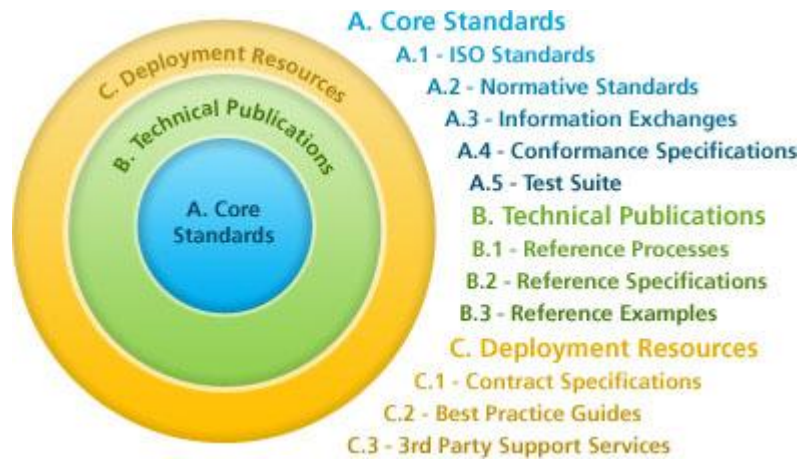 C. Deployment Resources
B. Technical Publications
A. Core
Standards
A. Core Standards
A.1 - ISO Standards
A.2 - Normative Standards
A.3 - Information Exchanges
A.4 - Conformance Specifications
A.5 - Test Suite
B. Technical Publications
B.1 - Reference Processes
B.2 - Reference Specifications
B.3 - Reference Examples
C. Deployment Resources
C.1 - Contract Specifications
C.2 - Best Practice Guides
C.3 - 3rd Party Support Services